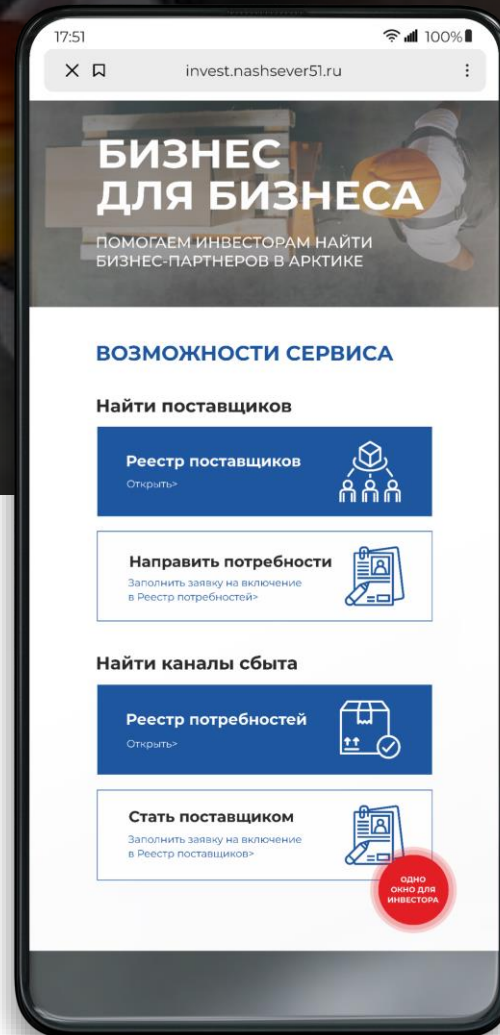 17:51
100%
invest.nashsever51.ru
БИЗНЕС
ДЛЯ БИЗНЕСА
ПОМОГАЕМ ИНВЕСТОРАМ НАЙТИ
БИЗНЕС-ПАРТНЕРОВ В АРКТИКЕ
ВОЗМОЖНОСТИ СЕРВИСА
Найти поставщиков
Реестр поставщиков
Открыть>
Направить потребности
Заполнить заявку на включение
в Реестр потребностей>
Найти каналы сбыта
Реестр потребностей
Открыть>
Стать поставщиком
Заполнить заявку на включение
в Реестр поставщиков>
ОДНО
ОКНО ДЛЯ
ИНВЕСТОРА